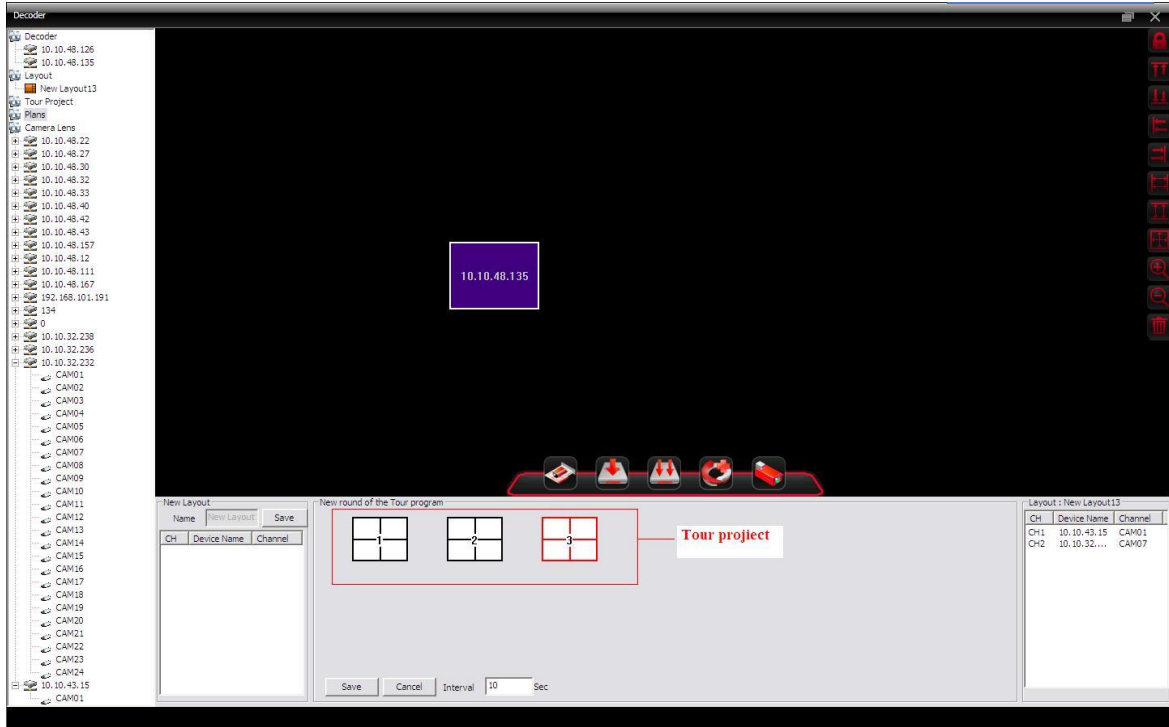 Decoder
Decoder
10.10.48.126
10.10.48.135
Layout
New Layout13
Tour Project
Plans
Camera Lens
10.10.48.22
10.10.48.27
10.10.48.30
10.10.48.32
10.10.48.33
10.10.48.40
10.10.48.42
10.10.48.43
10.10.48.157
10.10.48.12
10.10.48.111
10.10.48.167
192.168.101.191
134
0
10.10.32.238
10.10.32.236
10.10.32.232
CAM01
CAM02
CAM03
CAM04
CAM05
CAM06
CAM07
CAM08
CAM09
CAM10
CAM11
CAM12
CAM13
CAM14
CAM15
CAM16
CAM17
CAM18
CAM19
CAM20
CAM21
CAM22
CAM23
CAM24
10.10.43.15
CAM01
10.10.48.135
New Layout
Name New Layout Save
CH Device Name Channel
New round of the Tour program
1 2 3
Tour projiect
Save Cancel Interval 10 Sec
Layout : New Layout13
CH Device Name Channel
CH1 10.10.43.15 CAM01
CH2 10.10.32.... CAM07